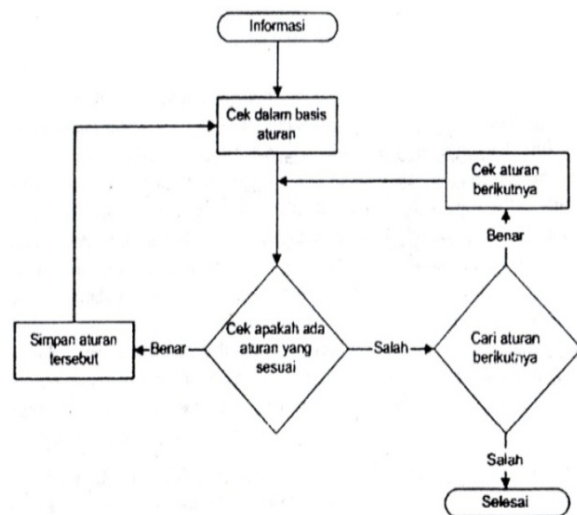 Informasi
Cek dalam basis
aturan
Cek aturan
berikutnya
Benar
Simpan aturan
tersebut
Benar
Cek apakah ada
aturan yang
sesuai
Salah
Cari aturan
berikutnya
Salah
Selesai